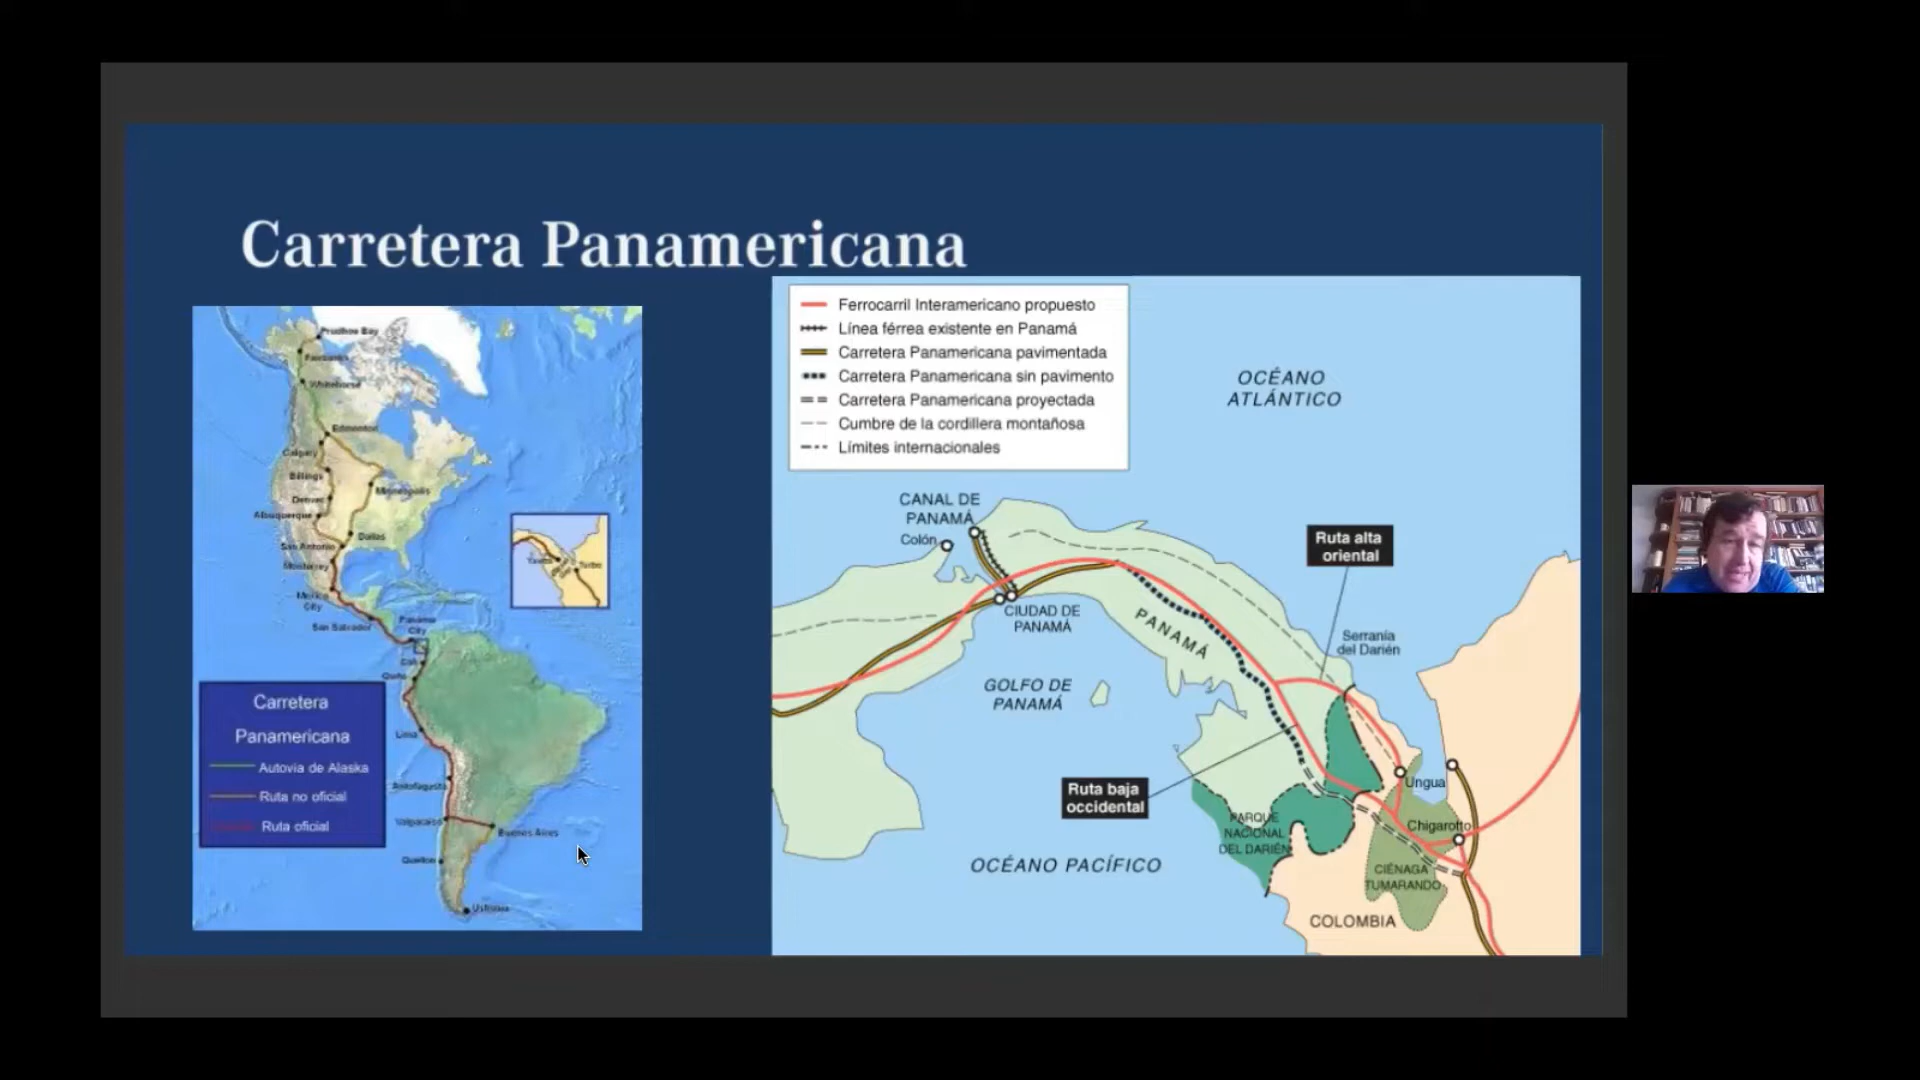 Carretera Panamericana
Prudhoe Bay
Fairbanks
Whitehorse
Edmonton
Calgary
Billings
Minneapolis
Denver
Albuquerque
Dallas
San Antonio
Monterrey
Mexico
City
San Salvador
Panama
City
Cali
Quito
Lima
Antofagasta
Valparaiso
Buenos Aires
Quellon
Ushuaia
Yaviza
Turbo
Carretera
Panamericana
Autovia de Alaska
Ruta no oficial
Ruta oficial
Ferrocarril Interamericano propuesto
Línea férrea existente en Panamá
Carretera Panamericana pavimentada
Carretera Panamericana sin pavimento
Carretera Panamericana proyectada
Cumbre de la cordillera montañosa
Límites internacionales
OCÉANO
ATLÁNTICO
CANAL DE
PANAMÁ
Colón
CIUDAD DE
PANAMÁ
PANAMÁ
Ruta alta
oriental
Serranía
del Darién
GOLFO DE
PANAMÁ
Ruta baja
occidental
Ungua
Chigarotto
PARQUE
NACIONAL
DEL DARIÉN
OCÉANO PACÍFICO
CIÉNAGA
TUMARANDO
COLOMBIA